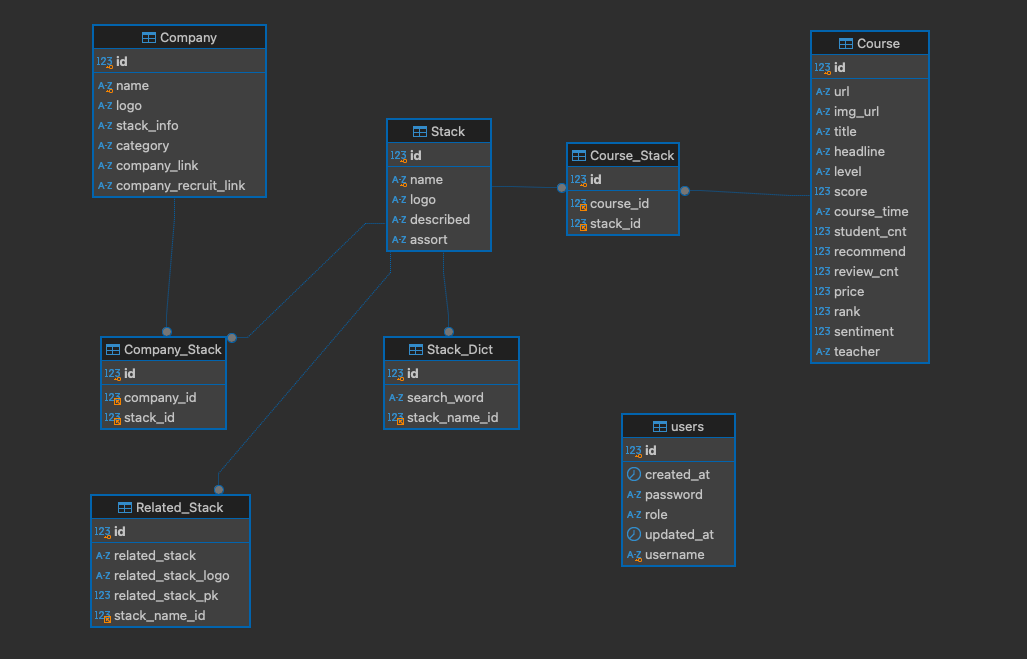 Company
123 id
A-Z name
A-Z logo
A-Z stack_info
A-Z category
A-Z company_link
A-Z company_recruit_link
Stack
123 id
A-Z name
A-Z logo
A-Z described
A-Z assort
Course_Stack
123 id
123 course_id
123 stack_id
Course
123 id
A-Z url
A-Z img_url
A-Z title
A-Z headline
A-Z level
123 score
A-Z course_time
123 student_cnt
123 recommend
123 review_cnt
123 price
123 rank
123 sentiment
A-Z teacher
Company_Stack
123 id
123 company_id
123 stack_id
Stack_Dict
123 id
A-Z search_word
123 stack_name_id
users
123 id
created_at
A-Z password
A-Z role
updated_at
A-Z username
Related_Stack
123 id
A-Z related_stack
A-Z related_stack_logo
123 related_stack_pk
123 stack_name_id